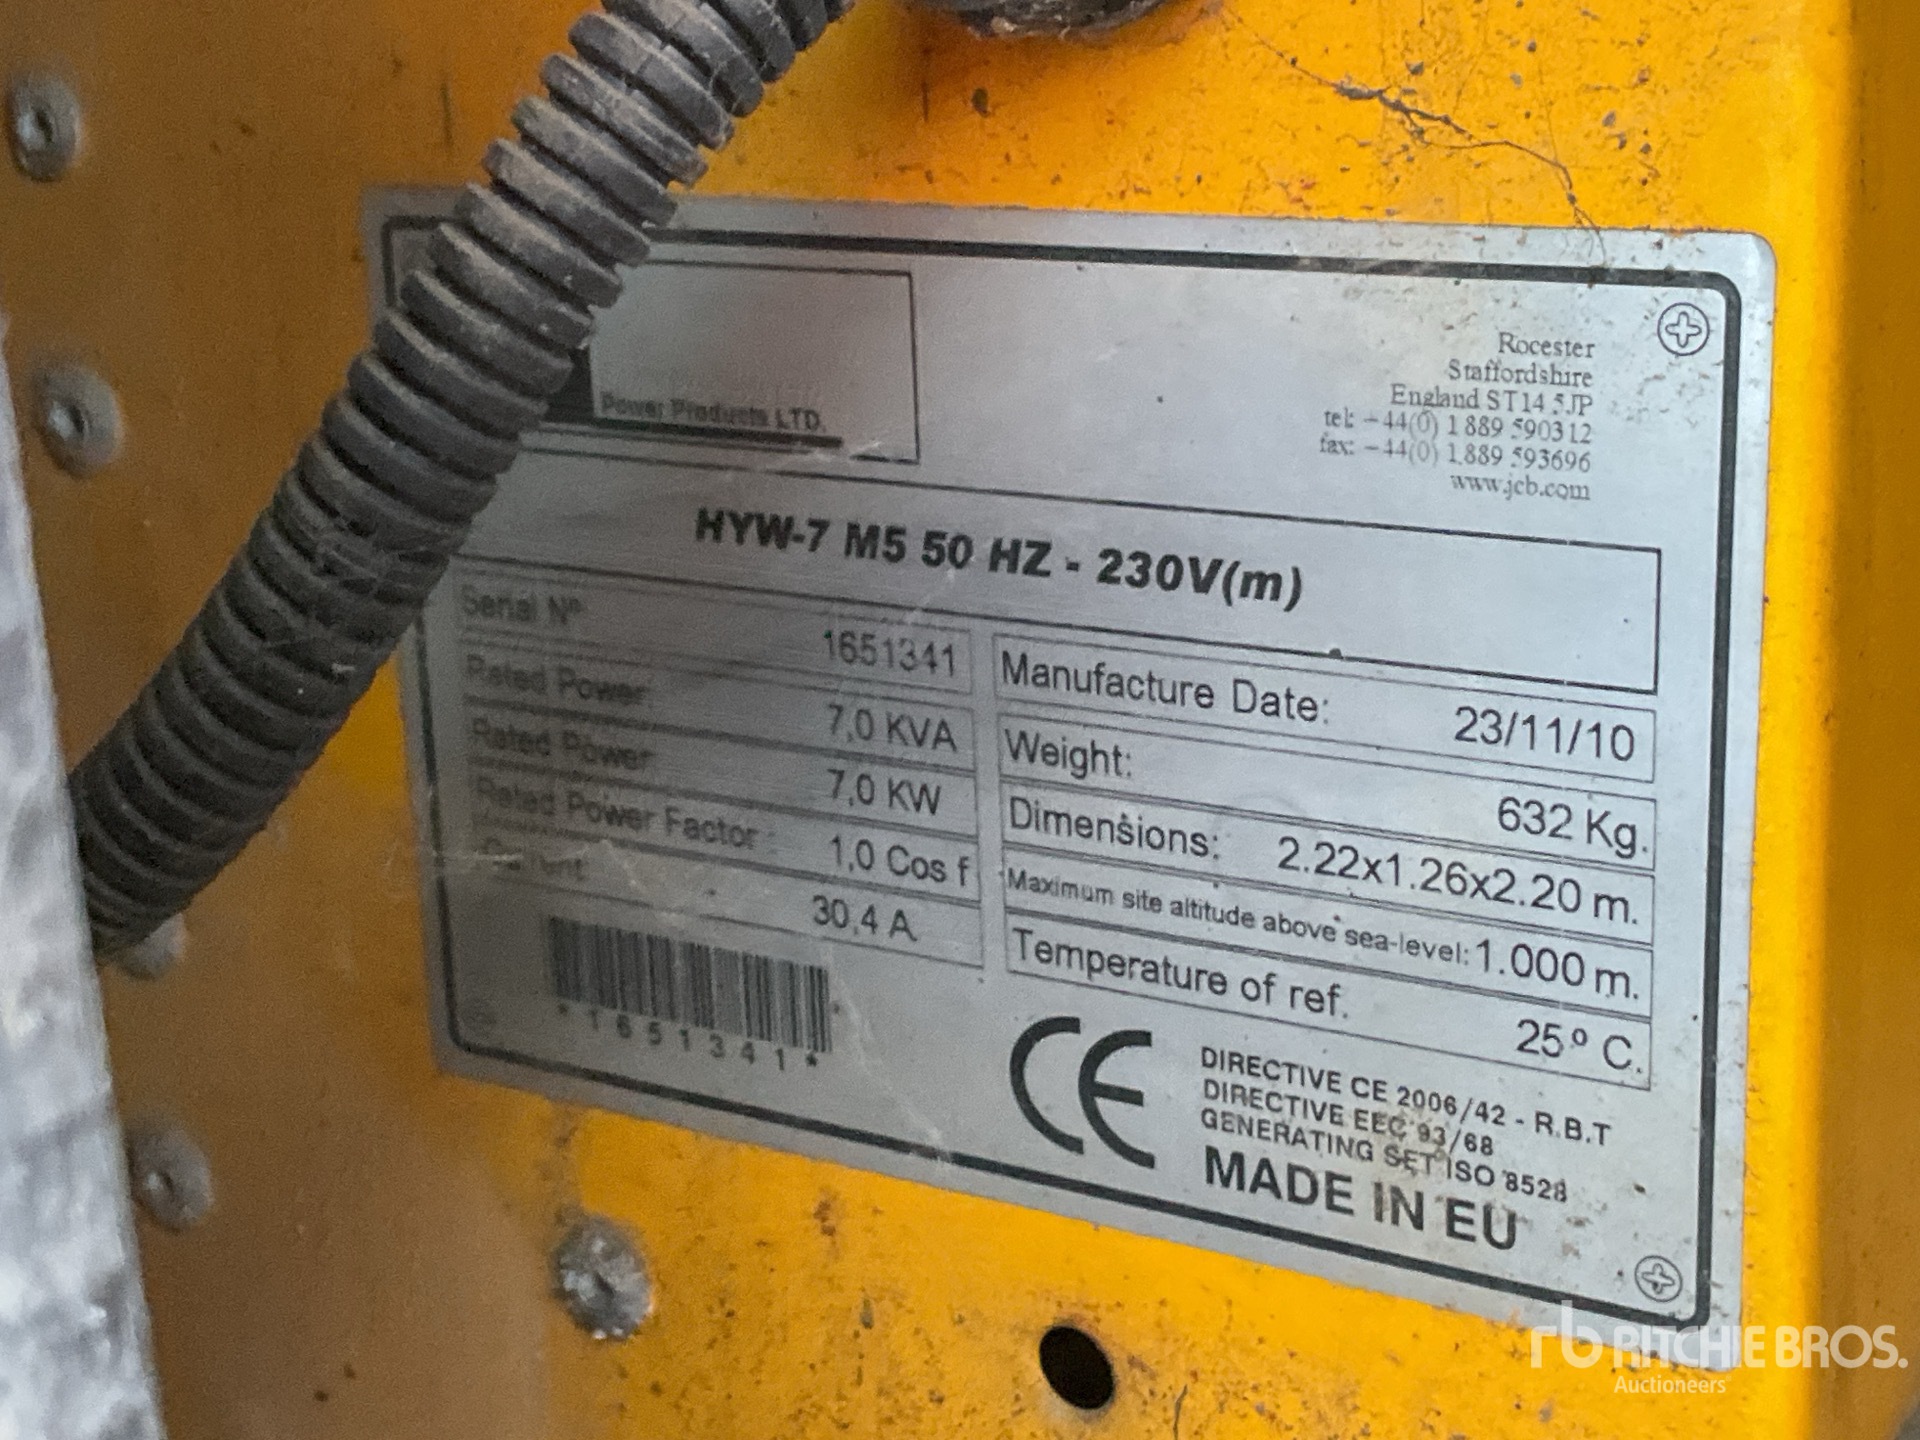 Power Products LTD.
Rocester
Staffordshire
England ST14 5JP
tel: +44(0) 1889 590312
fax: +44(0) 1889 593696
www.jcb.com
HYW-7 M5 50 HZ - 230V(m)
Serial Nº 1651341
Rated Power: 7,0 KVA
Rated Power: 7,0 KW
Rated Power Factor : 1,0 Cos f
Current 30,4 A
*1651341*
Manufacture Date: 23/11/10
Weight: 632 Kg.
Dimensions: 2.22x1.26x2.20 m.
Maximum site altitude above sea-level: 1.000 m.
Temperature of ref. 25º C.
CE
DIRECTIVE CE 2006/42 - R.B.T
DIRECTIVE EEC 93/68
GENERATING SET ISO 8528
MADE IN EU
rb RITCHIE BROS.
Auctioneers